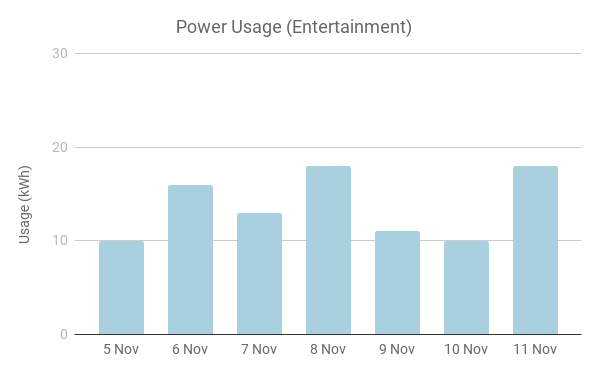 Power Usage (Entertainment)
30
20
10
0
Usage (kWh)
5 Nov
6 Nov
7 Nov
8 Nov
9 Nov
10 Nov
11 Nov